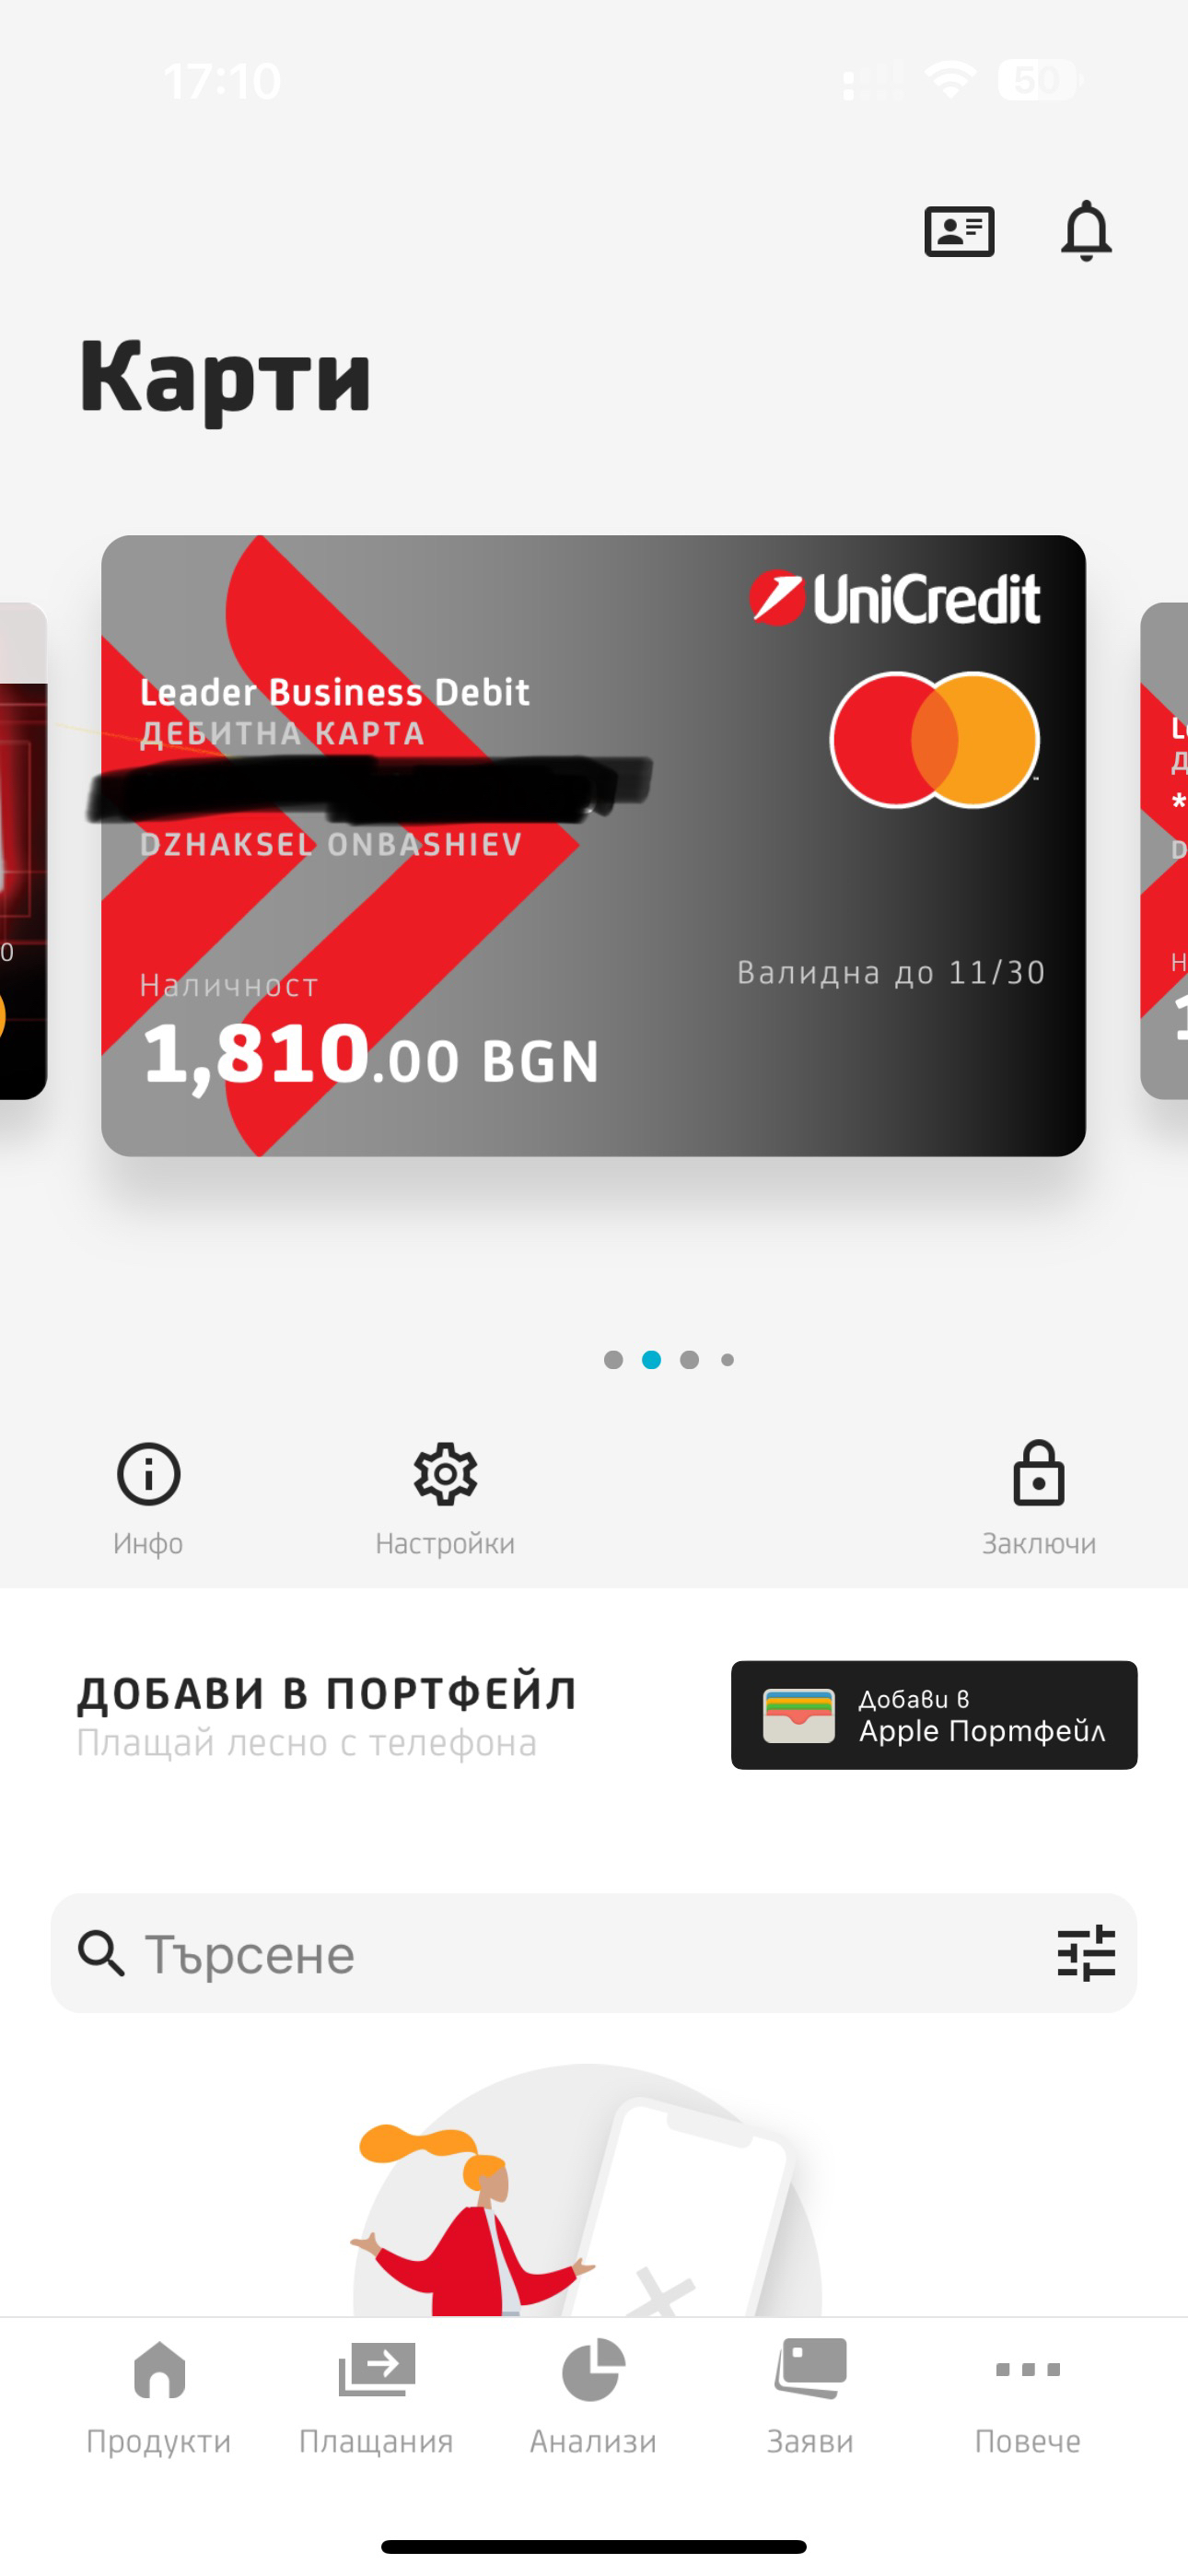 17:10
50
Карти
UniCredit
Leader Business Debit
ДЕБИТНА КАРТА
DZHAKSEL ONBASHIEV
Наличност
Валидна до 11/30
1,810.00 BGN
Инфо
Настройки
Заключи
ДОБАВИ В ПОРТФЕЙЛ
Плащай лесно с телефона
Добави в
Apple Портфейл
Търсене
Продукти
Плащания
Анализи
Заяви
Повече